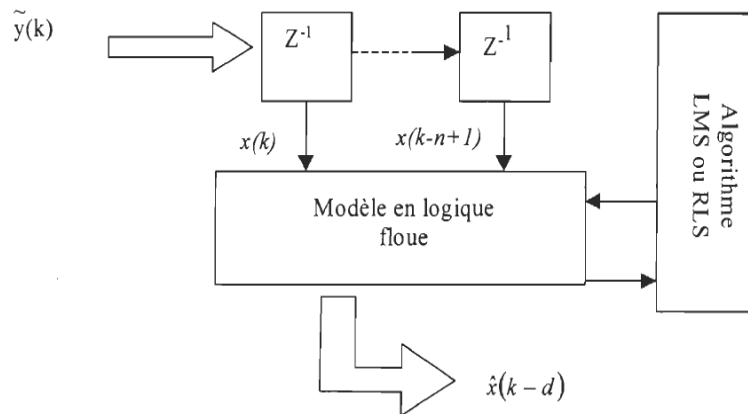 ỹ(k)
Z⁻¹
Z⁻¹
x(k)
x(k-n+1)
Modèle en logique
floue
Algorithme
LMS ou RLS
x̂(k − d)